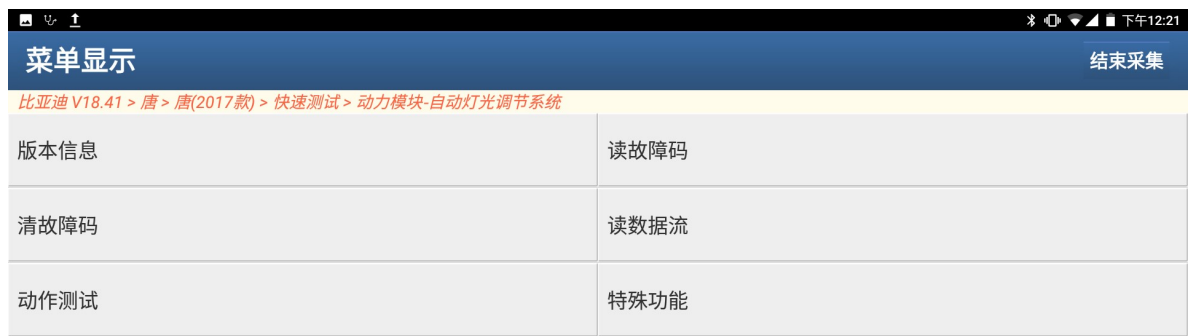 下午12:21
菜单显示
结束采集
比亚迪 V18.41 > 唐 > 唐(2017款) > 快速测试 > 动力模块-自动灯光调节系统
版本信息
读故障码
清故障码
读数据流
动作测试
特殊功能